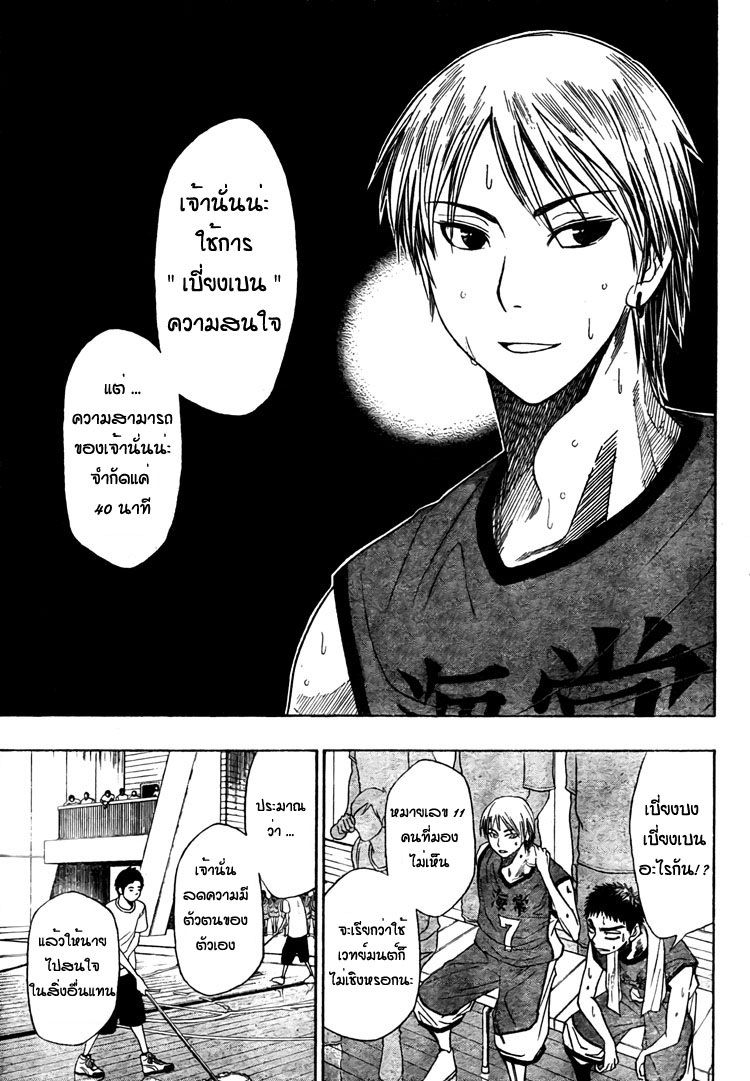 เจ้านั่นน่ะ
ใช้การ
" เบี่ยงเบน "
ความสนใจ
แต่ ...
ความสามารถ
ของเจ้านั่นน่ะ
จำกัดแค่
40 นาที
海常
เบี่ยงบง
เบี่ยงเบน
อะไรกัน!?
หมายเลข 11
คนที่มอง
ไม่เห็น
จะเรียกว่าใช้
เวทย์มนต์ก็
ไม่เชิงหรอกนะ
海常
7
ประมาณ
ว่า ...
เจ้านั่น
ลดความมี
ตัวตนของ
ตัวเอง
แล้วให้นาย
ไปสนใจ
ในสิ่งอื่นแทน